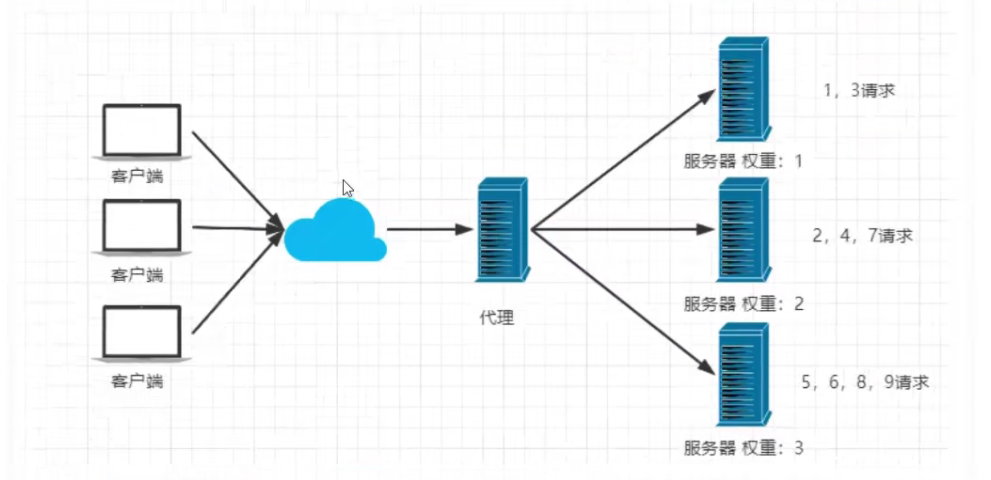 客户端
客户端
客户端
代理
1，3请求
服务器 权重：1
2，4，7请求
服务器 权重：2
5，6，8，9请求
服务器 权重：3